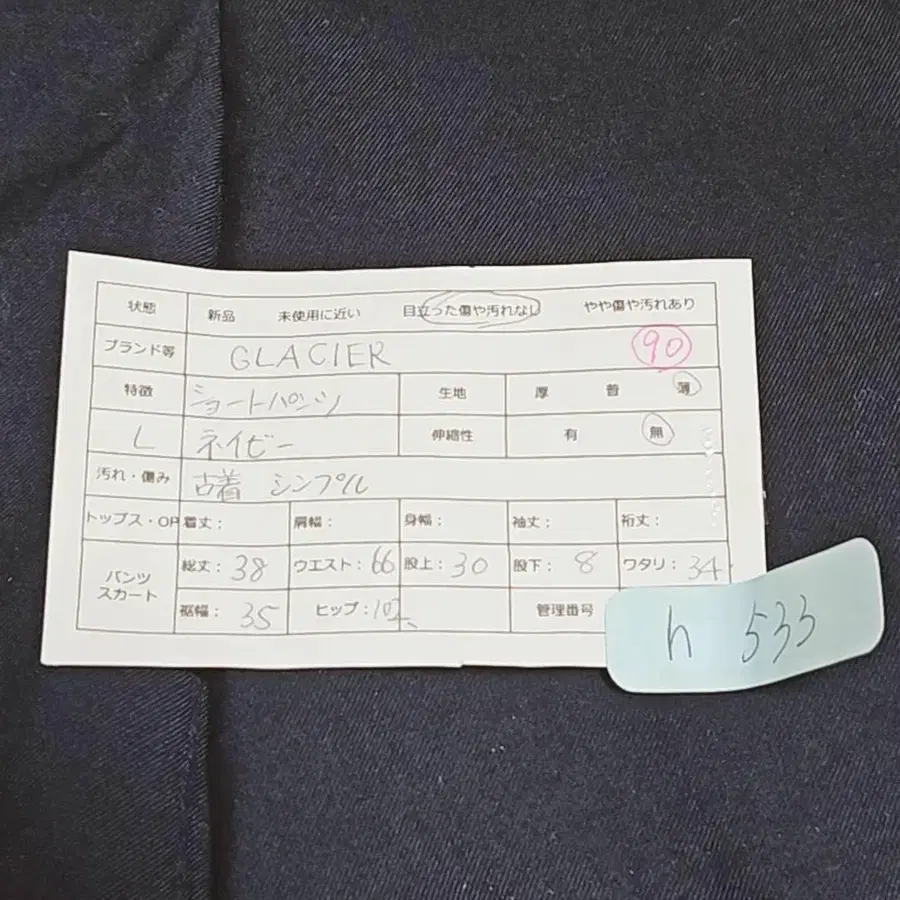 状態 新品 未使用に近い 目立った傷や汚れなし やや傷や汚れあり
ブランド等 GLACIER 90
特徴 ショートパンツ 生地 厚 普 薄
L ネイビー 伸縮性 有 無
汚れ・傷み 古着 シンプル
トップス・OP 着丈: 肩幅: 身幅: 袖丈: 裄丈:
パンツ
スカート
総丈: 38 ウエスト: 66 股上: 30 股下: 8 ワタリ: 34
裾幅: 35 ヒップ: 102 管理番号
h 533